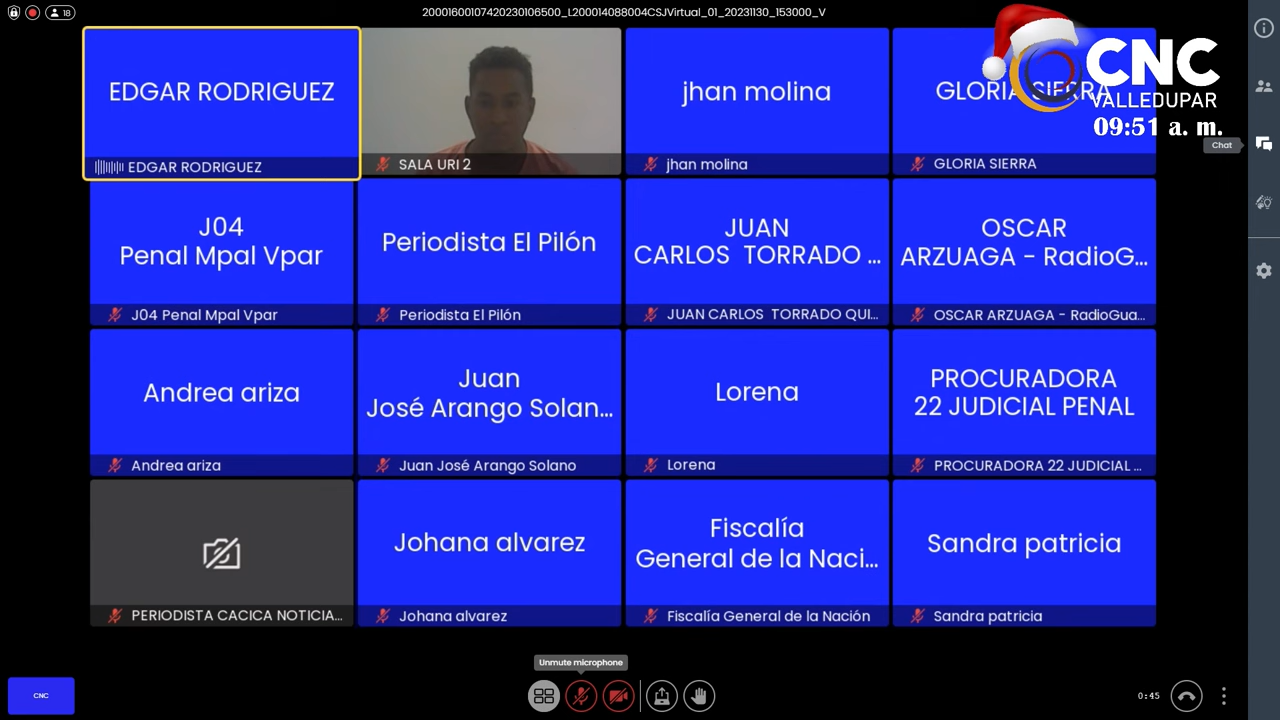 18
20001600107420230106500_L200014088004CSJVirtual_01_20231130_153000_V
CNC
VALLEDUPAR
09:51 a. m.
Chat
EDGAR RODRIGUEZ
EDGAR RODRIGUEZ
SALA URI 2
jhan molina
jhan molina
GLORIA SIERRA
GLORIA SIERRA
J04
Penal Mpal Vpar
J04 Penal Mpal Vpar
Periodista El Pilón
Periodista El Pilón
JUAN
CARLOS TORRADO ...
JUAN CARLOS TORRADO QUI...
OSCAR
ARZUAGA - RadioG...
OSCAR ARZUAGA - RadioGua...
Andrea ariza
Andrea ariza
Juan
José Arango Solan...
Juan José Arango Solano
Lorena
Lorena
PROCURADORA
22 JUDICIAL PENAL
PROCURADORA 22 JUDICIAL ...
PERIODISTA CACICA NOTICIA...
Johana alvarez
Johana alvarez
Fiscalía
General de la Naci...
Fiscalía General de la Nación
Sandra patricia
Sandra patricia
Unmute microphone
CNC
0:45